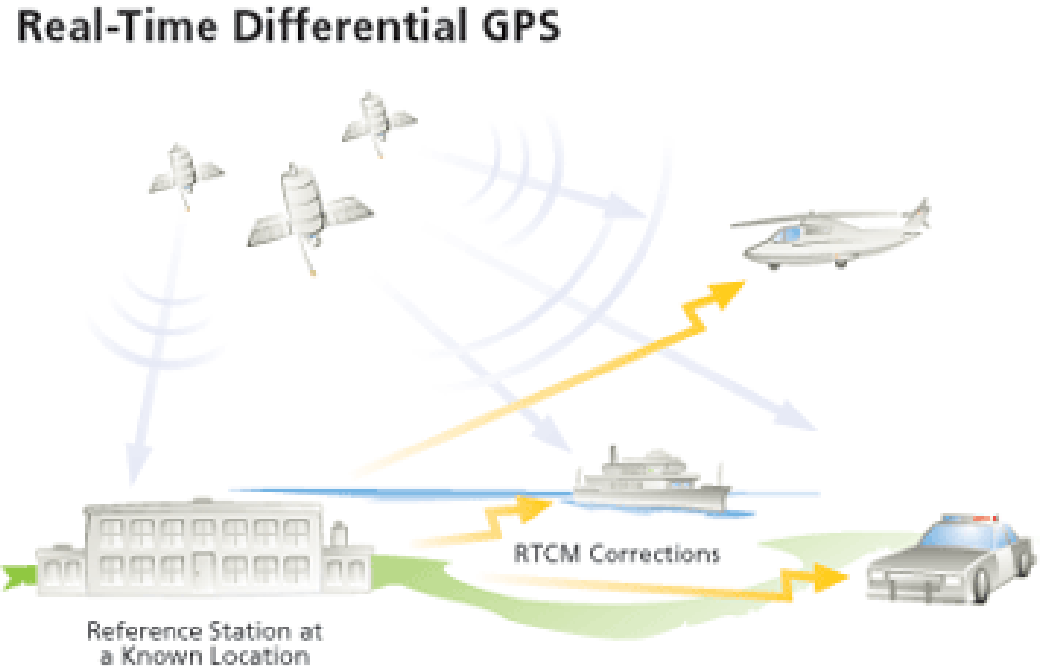 Real-Time Differential GPS
RTCM Corrections
Reference Station at
a Known Location